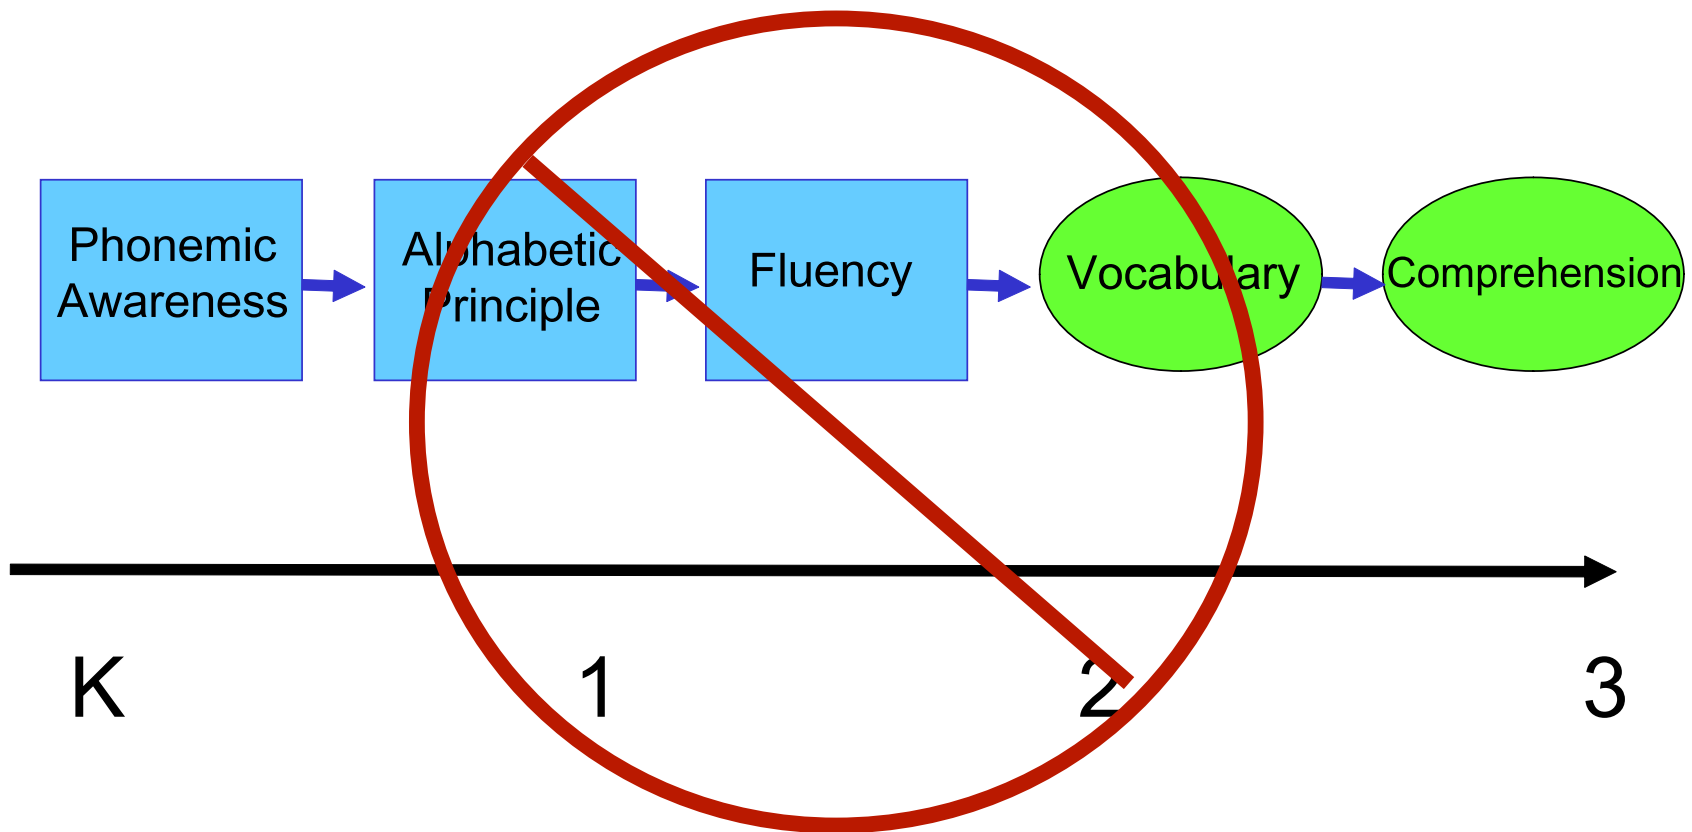 Phonemic
Awareness
Alphabetic
Principle
Fluency
Vocabulary
Comprehension
K
1
2
3